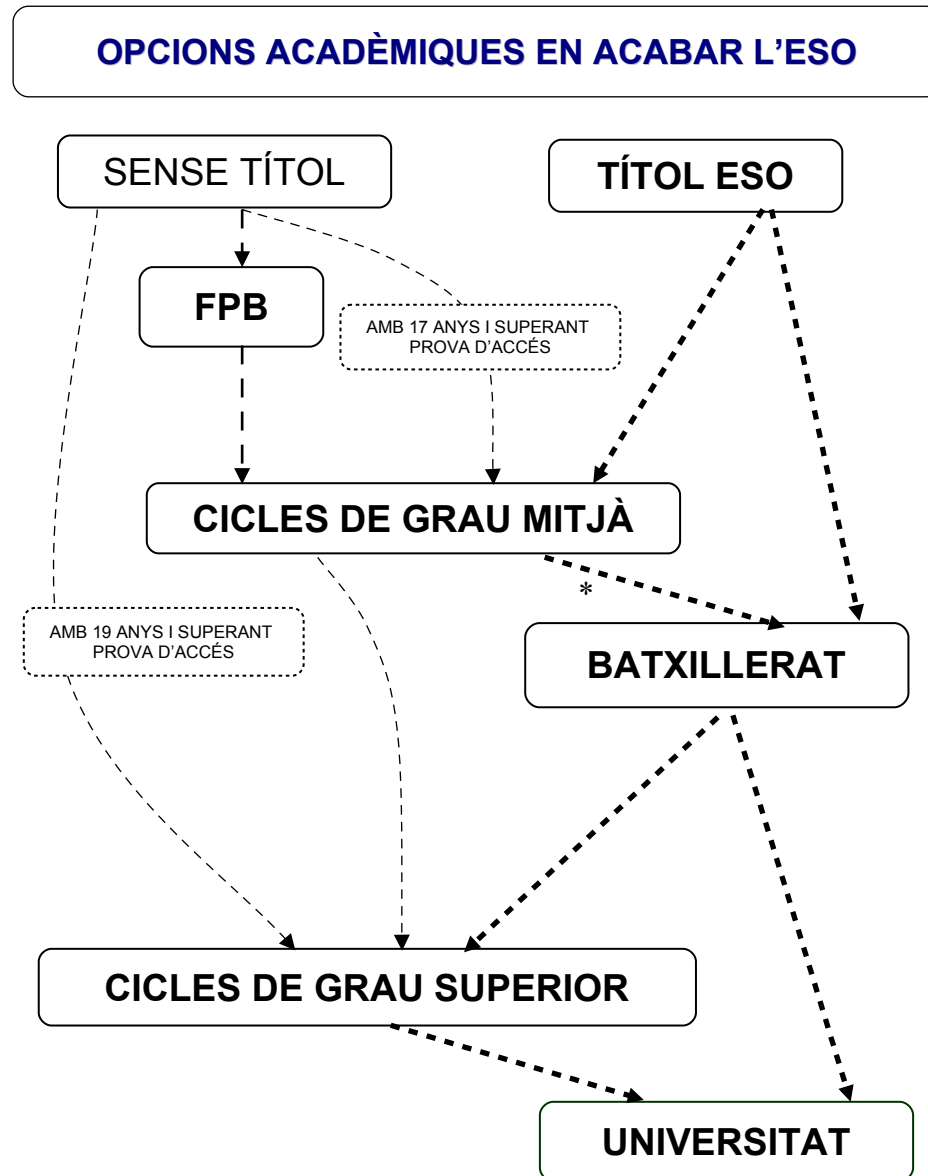 OPCIONS ACADÈMIQUES EN ACABAR L’ESO
SENSE TÍTOL
TÍTOL ESO
FPB
AMB 17 ANYS I SUPERANT
PROVA D’ACCÉS
CICLES DE GRAU MITJÀ
*
AMB 19 ANYS I SUPERANT
PROVA D’ACCÉS
BATXILLERAT
CICLES DE GRAU SUPERIOR
UNIVERSITAT